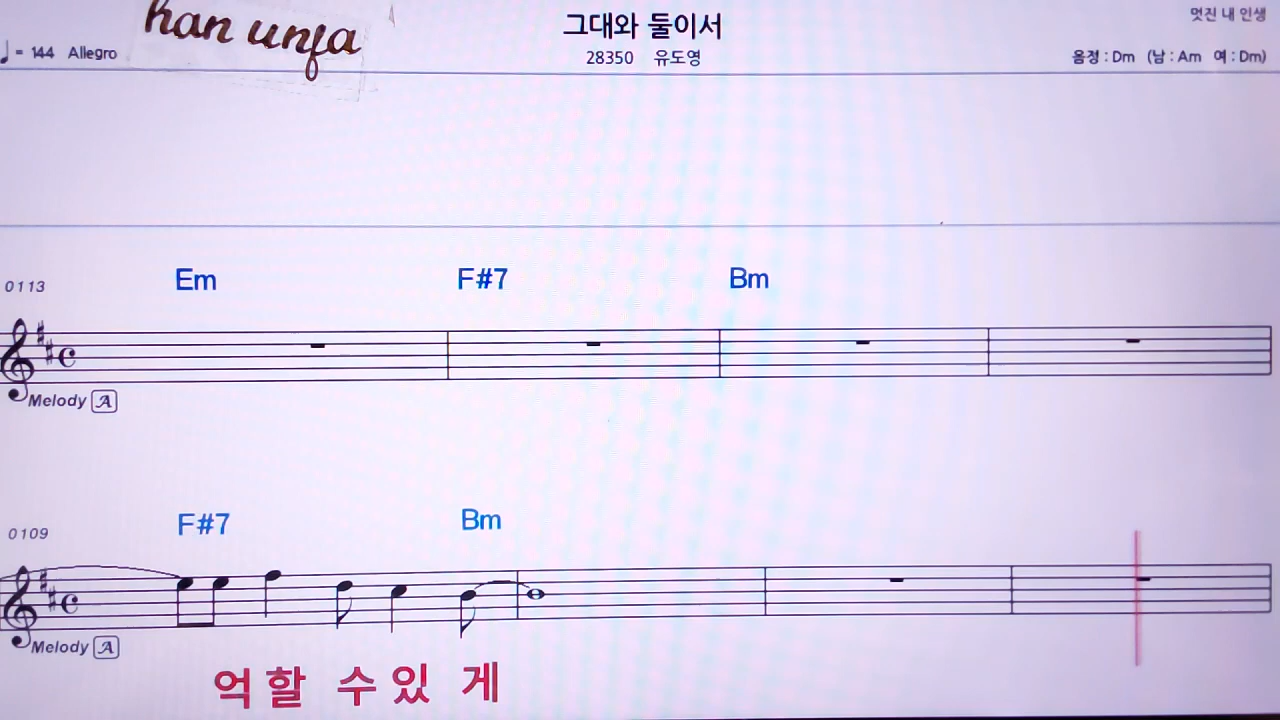 han unja
그대와 둘이서
멋진 내 인생
♩= 144 Allegro
28350 유도영
음정 : Dm (남 : Am 여 : Dm)
0113
Em F#7 Bm
Melody A
0109
F#7 Bm
Melody A
억할 수있 게